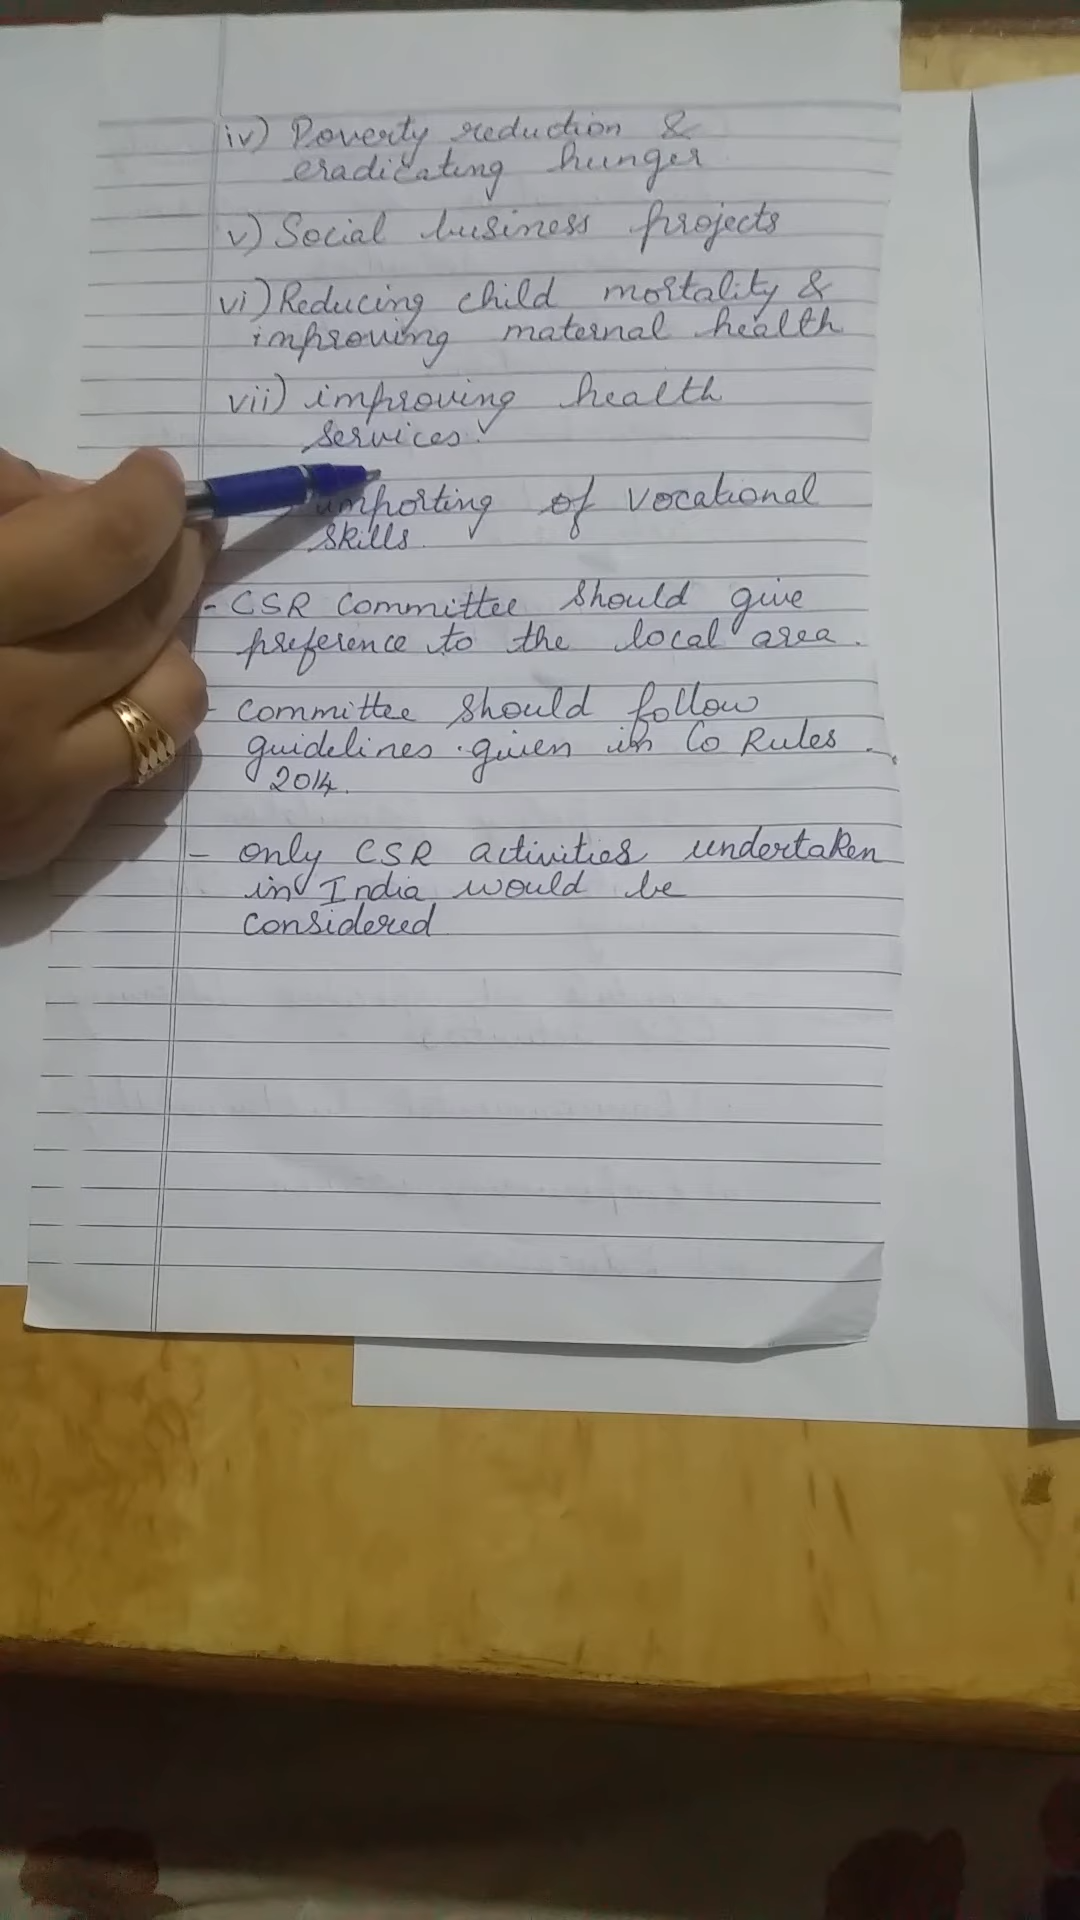 iv) Poverty reduction &
eradicating hunger
v) Social business projects
vi) Reducing child mortality &
improving maternal health
vii) improving health
services.
importing of vocational
skills.
- CSR Committee should give
preference to the local area.
- committee should follow
guidelines given in Co Rules.
2014.
- only CSR activities undertaken
in India would be
considered